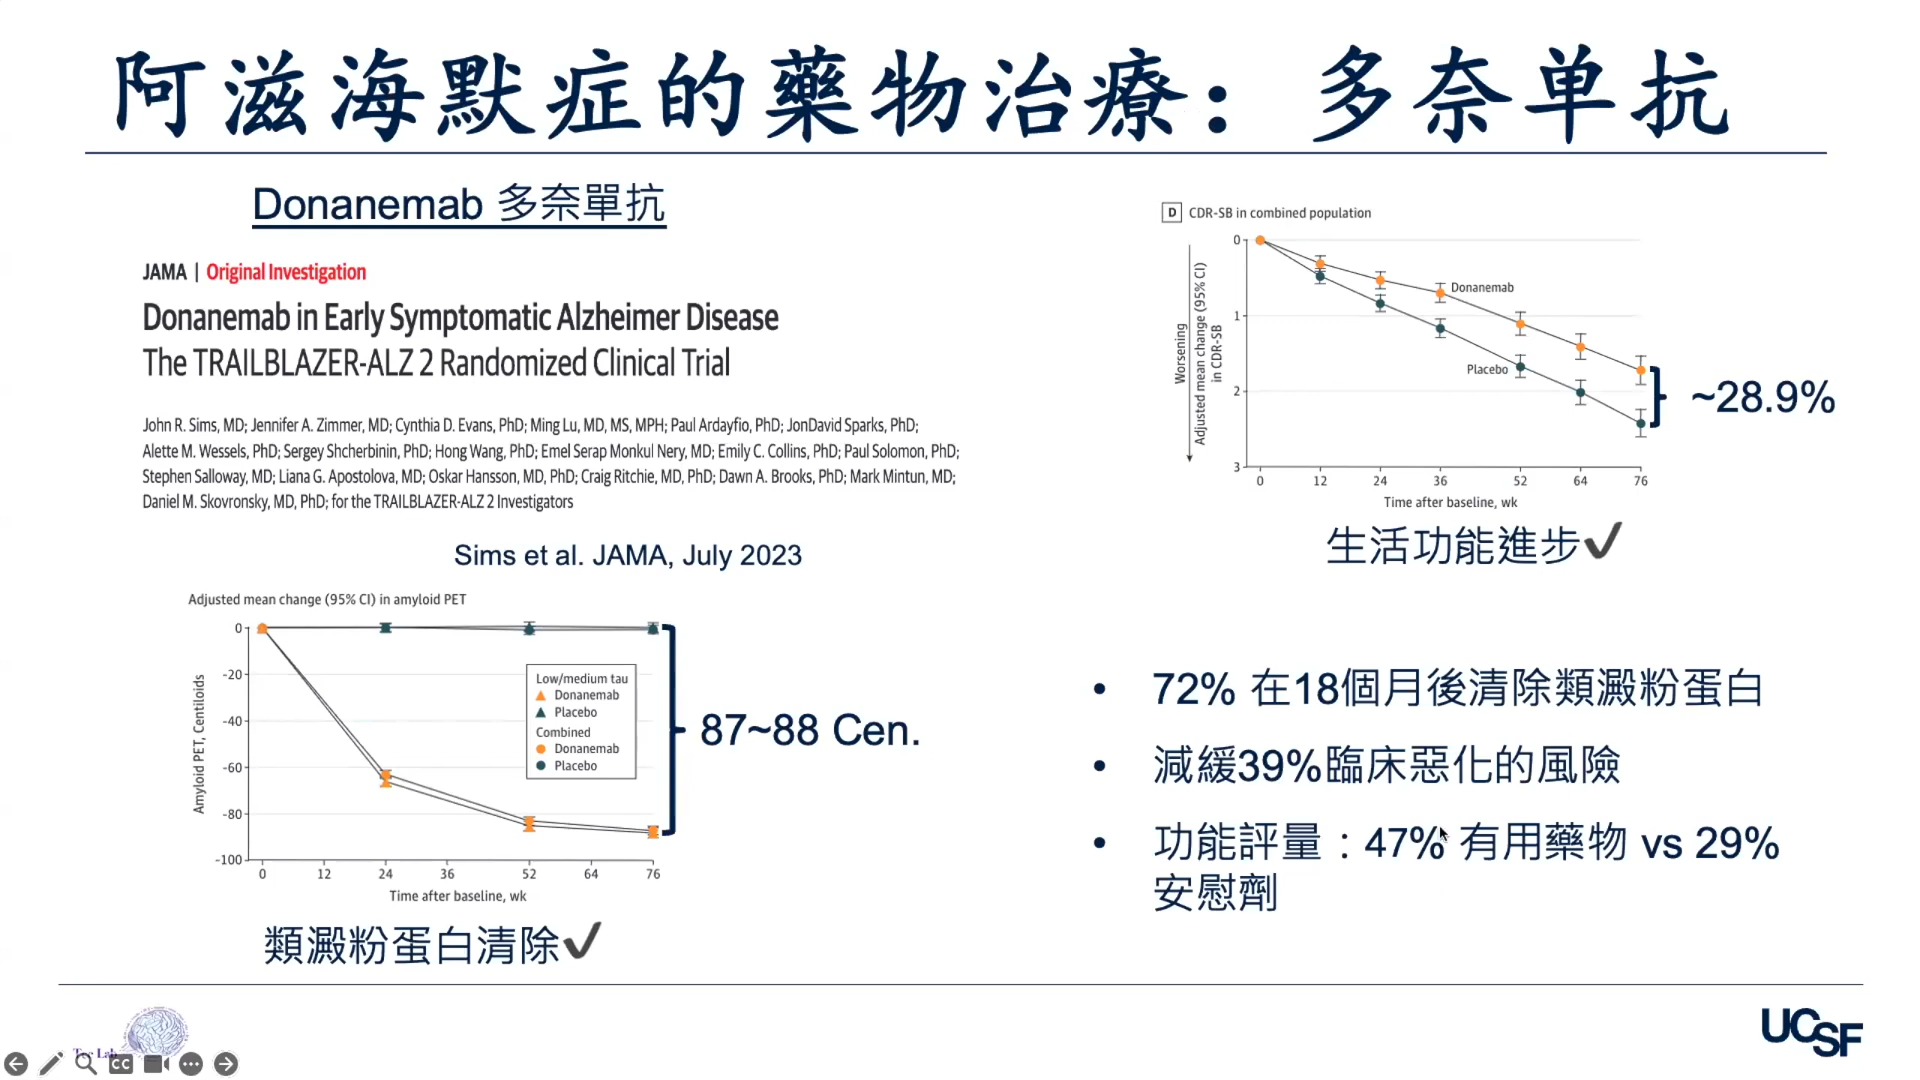 阿滋海默症的藥物治療：多奈单抗
Donanemab 多奈單抗
JAMA | Original Investigation
Donanemab in Early Symptomatic Alzheimer Disease
The TRAILBLAZER-ALZ 2 Randomized Clinical Trial
John R. Sims, MD; Jennifer A. Zimmer, MD; Cynthia D. Evans, PhD; Ming Lu, MD, MS, MPH; Paul Ardayfio, PhD; JonDavid Sparks, PhD;
Alette M. Wessels, PhD; Sergey Shcherbinin, PhD; Hong Wang, PhD; Emel Serap Monkul Nery, MD; Emily C. Collins, PhD; Paul Solomon, PhD;
Stephen Salloway, MD; Liana G. Apostolova, MD; Oskar Hansson, MD, PhD; Craig Ritchie, MD, PhD; Dawn A. Brooks, PhD; Mark Mintun, MD;
Daniel M. Skovronsky, MD, PhD; for the TRAILBLAZER-ALZ 2 Investigators
Sims et al. JAMA, July 2023
Adjusted mean change (95% CI) in amyloid PET
Amyloid PET, Centiloids
0
-20
-40
-60
-80
-100
Low/medium tau
Donanemab
Placebo
Combined
Donanemab
Placebo
0 12 24 36 52 64 76
Time after baseline, wk
87~88 Cen.
類澱粉蛋白清除✓
D CDR-SB in combined population
Worsening
Adjusted mean change (95% CI)
in CDR-SB
0
1
2
3
Donanemab
Placebo
0 12 24 36 52 64 76
Time after baseline, wk
~28.9%
生活功能進步✓
• 72% 在18個月後清除類澱粉蛋白
• 減緩39%臨床惡化的風險
• 功能評量：47% 有用藥物 vs 29%
安慰劑
Tee Lab
CC
UCSF